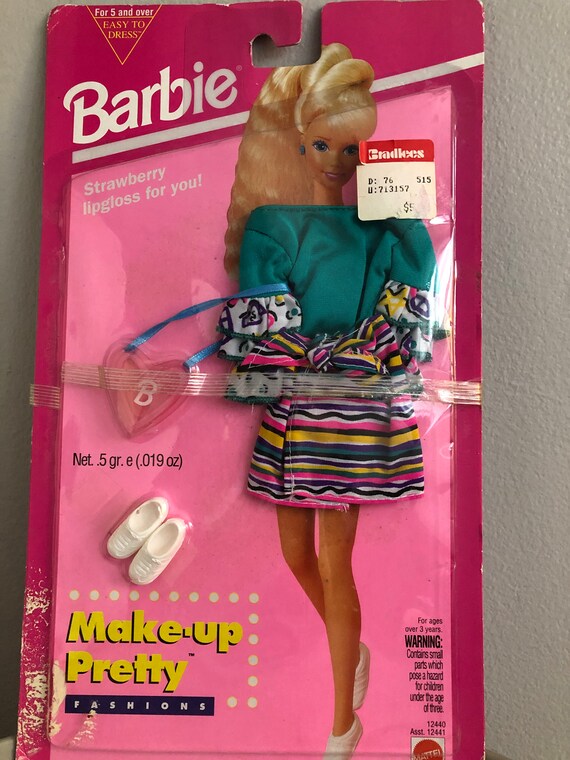 For 5 and over
EASY TO
DRESS™
Barbie®
Strawberry
lipgloss for you!
Bradlees
D: 76 515
U:713157
$5
B
Net. .5 gr. e (.019 oz)
Make-up
Pretty™
FASHIONS
For ages
over 3 years.
WARNING:
Contains small
parts which
pose a hazard
for children
under the age
of three.
12440
Asst. 12441
MATTEL